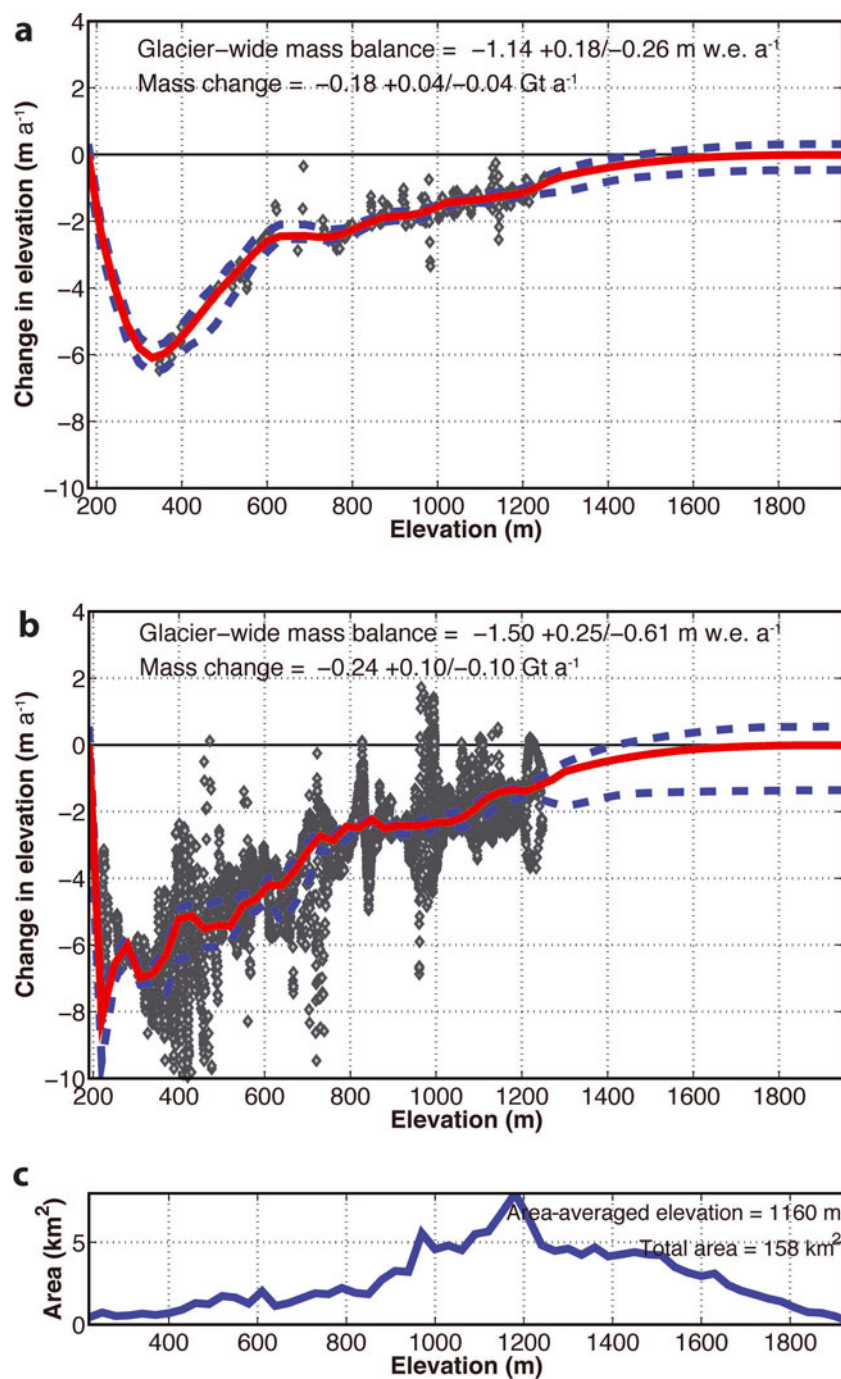 a
Glacier–wide mass balance = −1.14 +0.18/−0.26 m w.e. a⁻¹
Mass change = −0.18 +0.04/−0.04 Gt a⁻¹
Change in elevation (m a⁻¹)
4
2
0
−2
−4
−6
−8
−10
200 400 600 800 1000 1200 1400 1600 1800
Elevation (m)
b
Glacier–wide mass balance = −1.50 +0.25/−0.61 m w.e. a⁻¹
Mass change = −0.24 +0.10/−0.10 Gt a⁻¹
Change in elevation (m a⁻¹)
4
2
0
−2
−4
−6
−8
−10
200 400 600 800 1000 1200 1400 1600 1800
Elevation (m)
c
Area-averaged elevation = 1160 m
Total area = 158 km²
Area (km²)
5
0
400 600 800 1000 1200 1400 1600 1800
Elevation (m)